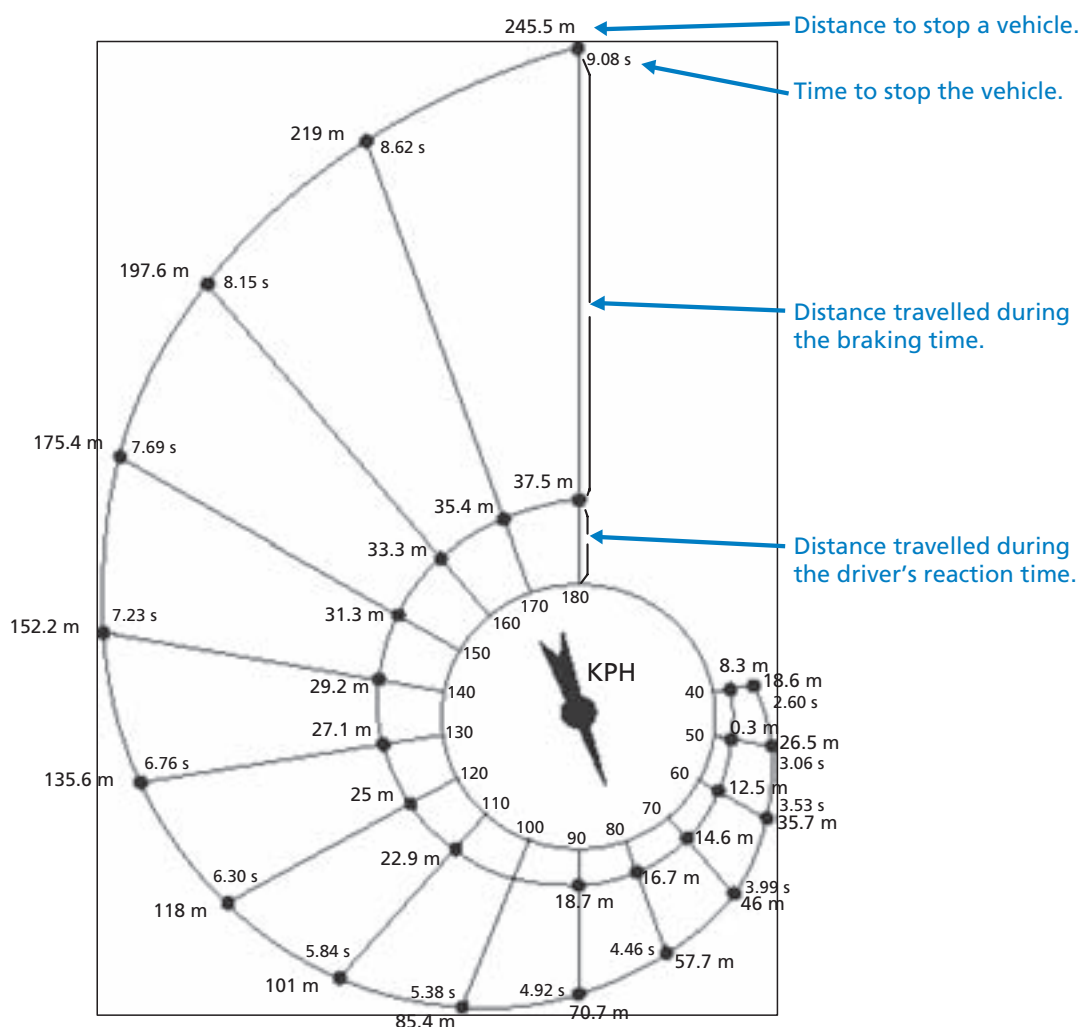 245.5 m
Distance to stop a vehicle.
9.08 s
Time to stop the vehicle.
219 m
8.62 s
197.6 m
8.15 s
Distance travelled during
the braking time.
175.4 m
7.69 s
37.5 m
35.4 m
33.3 m
Distance travelled during
the driver's reaction time.
31.3 m
152.2 m
7.23 s
29.2 m
27.1 m
180
170
160
150
140
130
120
110
100
90
80
70
60
50
40
KPH
8.3 m
18.6 m
2.60 s
0.3 m
26.5 m
3.06 s
12.5 m
3.53 s
35.7 m
14.6 m
3.99 s
46 m
16.7 m
4.46 s
57.7 m
18.7 m
4.92 s
70.7 m
5.38 s
85.4 m
22.9 m
5.84 s
101 m
25 m
6.30 s
118 m
6.76 s
135.6 m